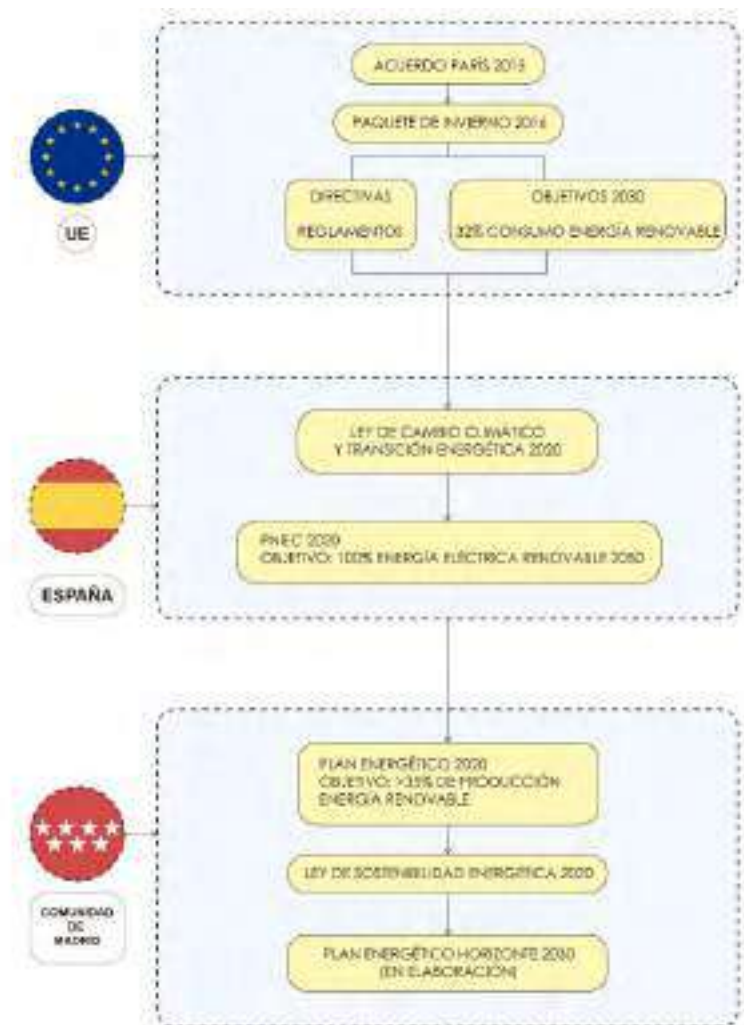 ACUERDO PARÍS 2015
PAQUETE DE INVIERNO 2016
DIRECTIVAS
REGLAMENTOS
OBJETIVOS 2030
32% CONSUMO ENERGÍA RENOVABLE
UE
LEY DE CAMBIO CLIMÁTICO
Y TRANSICIÓN ENERGÉTICA 2020
PNIEC 2020
OBJETIVO: 100% ENERGÍA ELÉCTRICA RENOVABLE 2050
ESPAÑA
PLAN ENERGÉTICO 2020
OBJETIVO: >35% DE PRODUCCIÓN
ENERGÍA RENOVABLE
LEY DE SOSTENIBILIDAD ENERGÉTICA 2020
PLAN ENERGÉTICO HORIZONTE 2030
(EN ELABORACIÓN)
COMUNIDAD
DE
MADRID